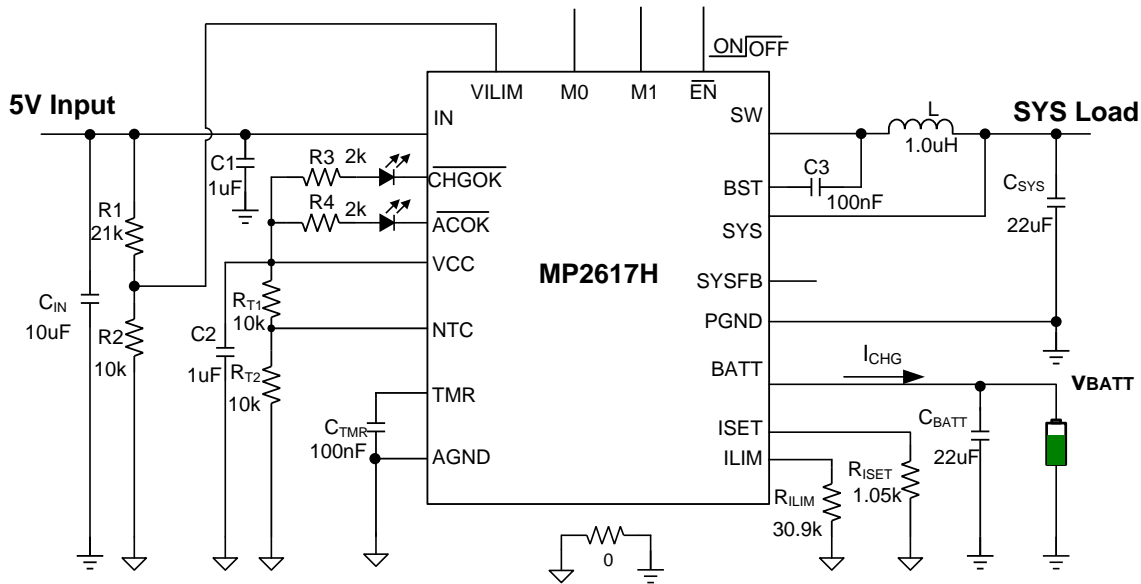 ON OFF
VILIM M0 M1 EN
5V Input
IN
SW
L
1.0uH
SYS Load
C1
1uF
R3 2k
CHGOK
C3
100nF
BST
CSYS
22uF
R1
21k
R4 2k
ACOK
SYS
VCC
MP2617H
SYSFB
CIN
10uF
RT1
10k
R2
10k
C2
1uF
NTC
PGND
RT2
10k
BATT
ICHG
VBATT
TMR
CTMR
100nF
ISET
CBATT
22uF
AGND
ILIM
RISET
1.05k
RILIM
30.9k
0